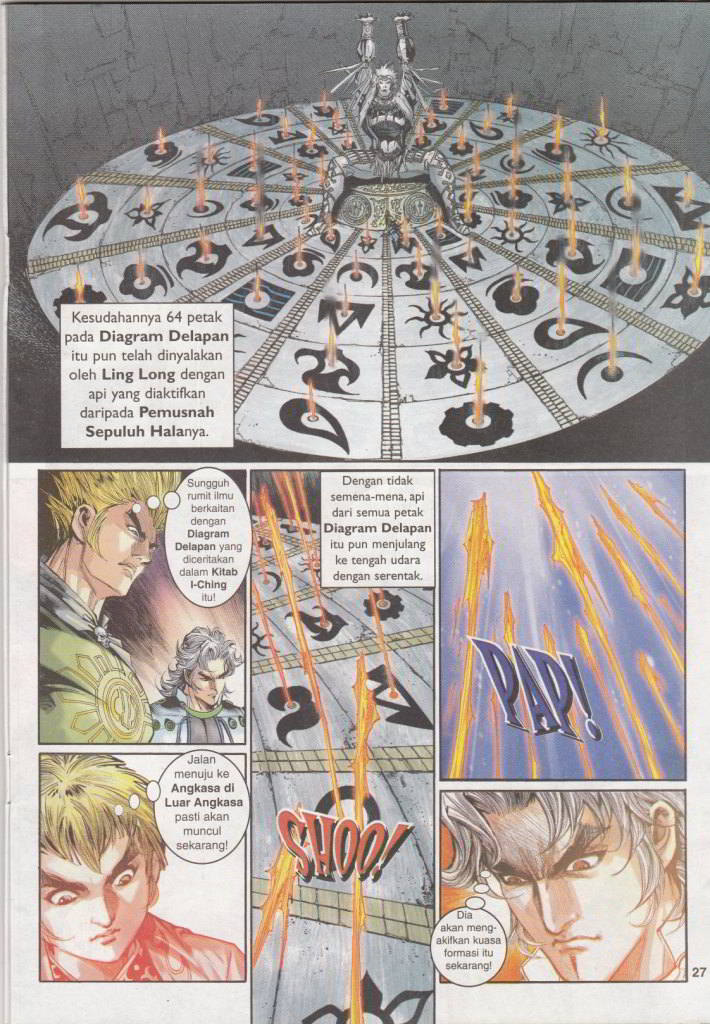 Kesudahannya 64 petak
pada Diagram Delapan
itu pun telah dinyalakan
oleh Ling Long dengan
api yang diaktifkan
daripada Pemusnah
Sepuluh Halanya.
Sungguh
rumit ilmu
berkaitan
dengan
Diagram
Delapan yang
diceritakan
dalam Kitab
I-Ching
itu!
Dengan tidak
semena-mena, api
dari semua petak
Diagram Delapan
itu pun menjulang
ke tengah udara
dengan serentak.
PAP!
Jalan
menuju ke
Angkasa di
Luar Angkasa
pasti akan
muncul
sekarang!
SHOO!
Dia
akan meng-
akifkan kuasa
formasi itu
sekarang!
27